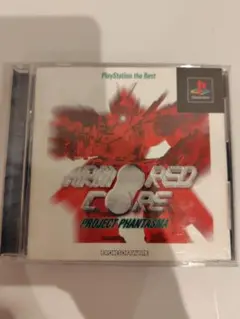 PlayStation the Best
PlayStation
ARMORED
CORE
PROJECT PHANTASMA